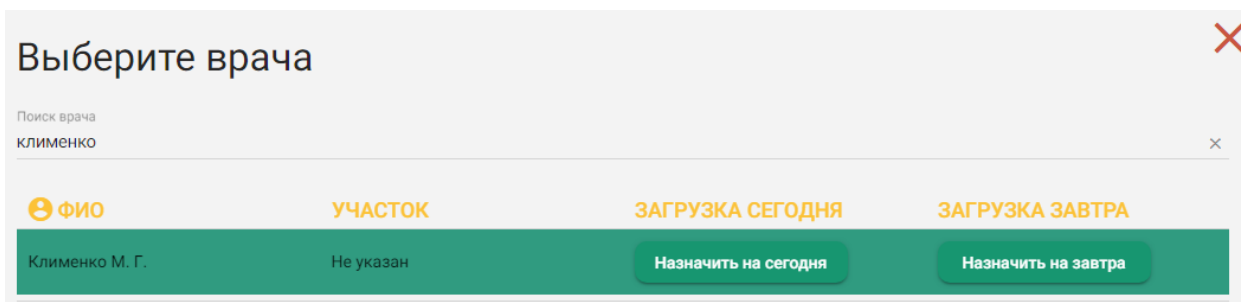 Выберите врача
Поиск врача
клименко
ФИО УЧАСТОК ЗАГРУЗКА СЕГОДНЯ ЗАГРУЗКА ЗАВТРА
Клименко М. Г. Не указан Назначить на сегодня Назначить на завтра